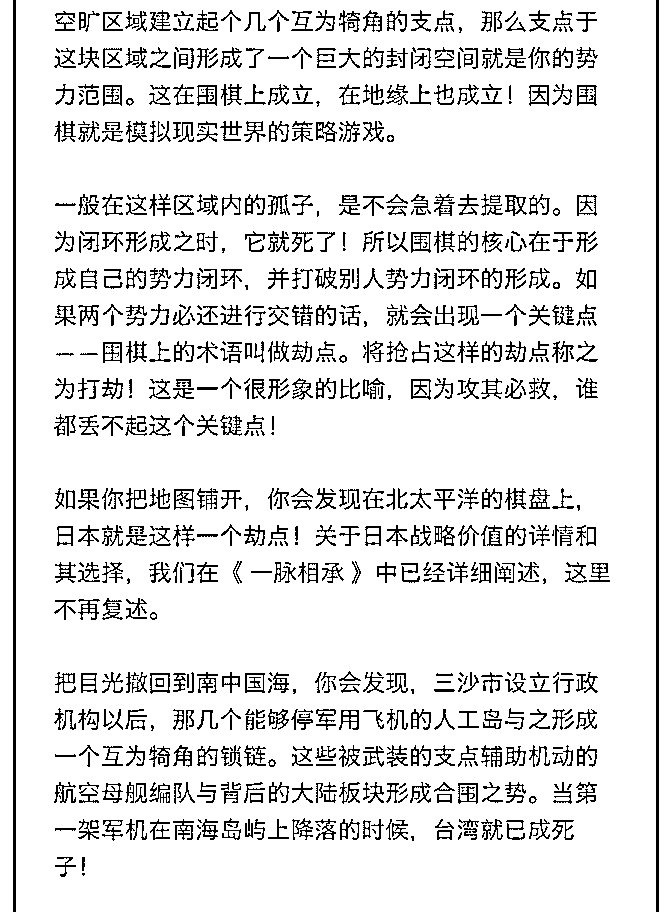 空旷区域建立起个几个互为犄角的支点，那么支点于
这块区域之间形成了一个巨大的封闭空间就是你的势
力范围。这在围棋上成立，在地缘上也成立！因为围
棋就是模拟现实世界的策略游戏。
一般在这样区域内的孤子，是不会急着去提取的。因
为闭环形成之时，它就死了！所以围棋的核心在于形
成自己的势力闭环，并打破别人势力闭环的形成。如
果两个势力必还进行交错的话，就会出现一个关键点
——围棋上的术语叫做劫点。将抢占这样的劫点称之
为打劫！这是一个很形象的比喻，因为攻其必救，谁
都丢不起这个关键点！
如果你把地图铺开，你会发现在北太平洋的棋盘上，
日本就是这样一个劫点！关于日本战略价值的详情和
其选择，我们在《一脉相承》中已经详细阐述，这里
不再复述。
把目光撤回到南中国海，你会发现，三沙市设立行政
机构以后，那几个能够停军用飞机的人工岛与之形成
一个互为犄角的锁链。这些被武装的支点辅助机动的
航空母舰编队与背后的大陆板块形成合围之势。当第
一架军机在南海岛屿上降落的时候，台湾就已成死
子！